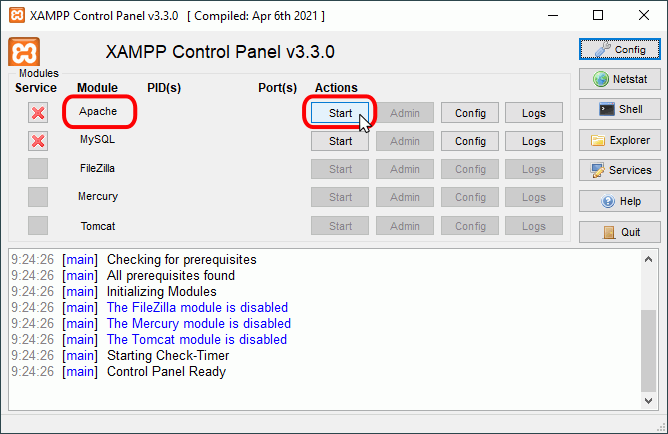 XAMPP Control Panel v3.3.0 [ Compiled: Apr 6th 2021 ]
XAMPP Control Panel v3.3.0
Config
Modules
Service Module PID(s) Port(s) Actions
Netstat
Apache Start Admin Config Logs
Shell
MySQL Start Admin Config Logs
Explorer
FileZilla Start Admin Config Logs
Services
Mercury Start Admin Config Logs
Help
Tomcat Start Admin Config Logs
Quit
9:24:26 [main] Checking for prerequisites
9:24:26 [main] All prerequisites found
9:24:26 [main] Initializing Modules
9:24:26 [main] The FileZilla module is disabled
9:24:26 [main] The Mercury module is disabled
9:24:26 [main] The Tomcat module is disabled
9:24:26 [main] Starting Check-Timer
9:24:26 [main] Control Panel Ready